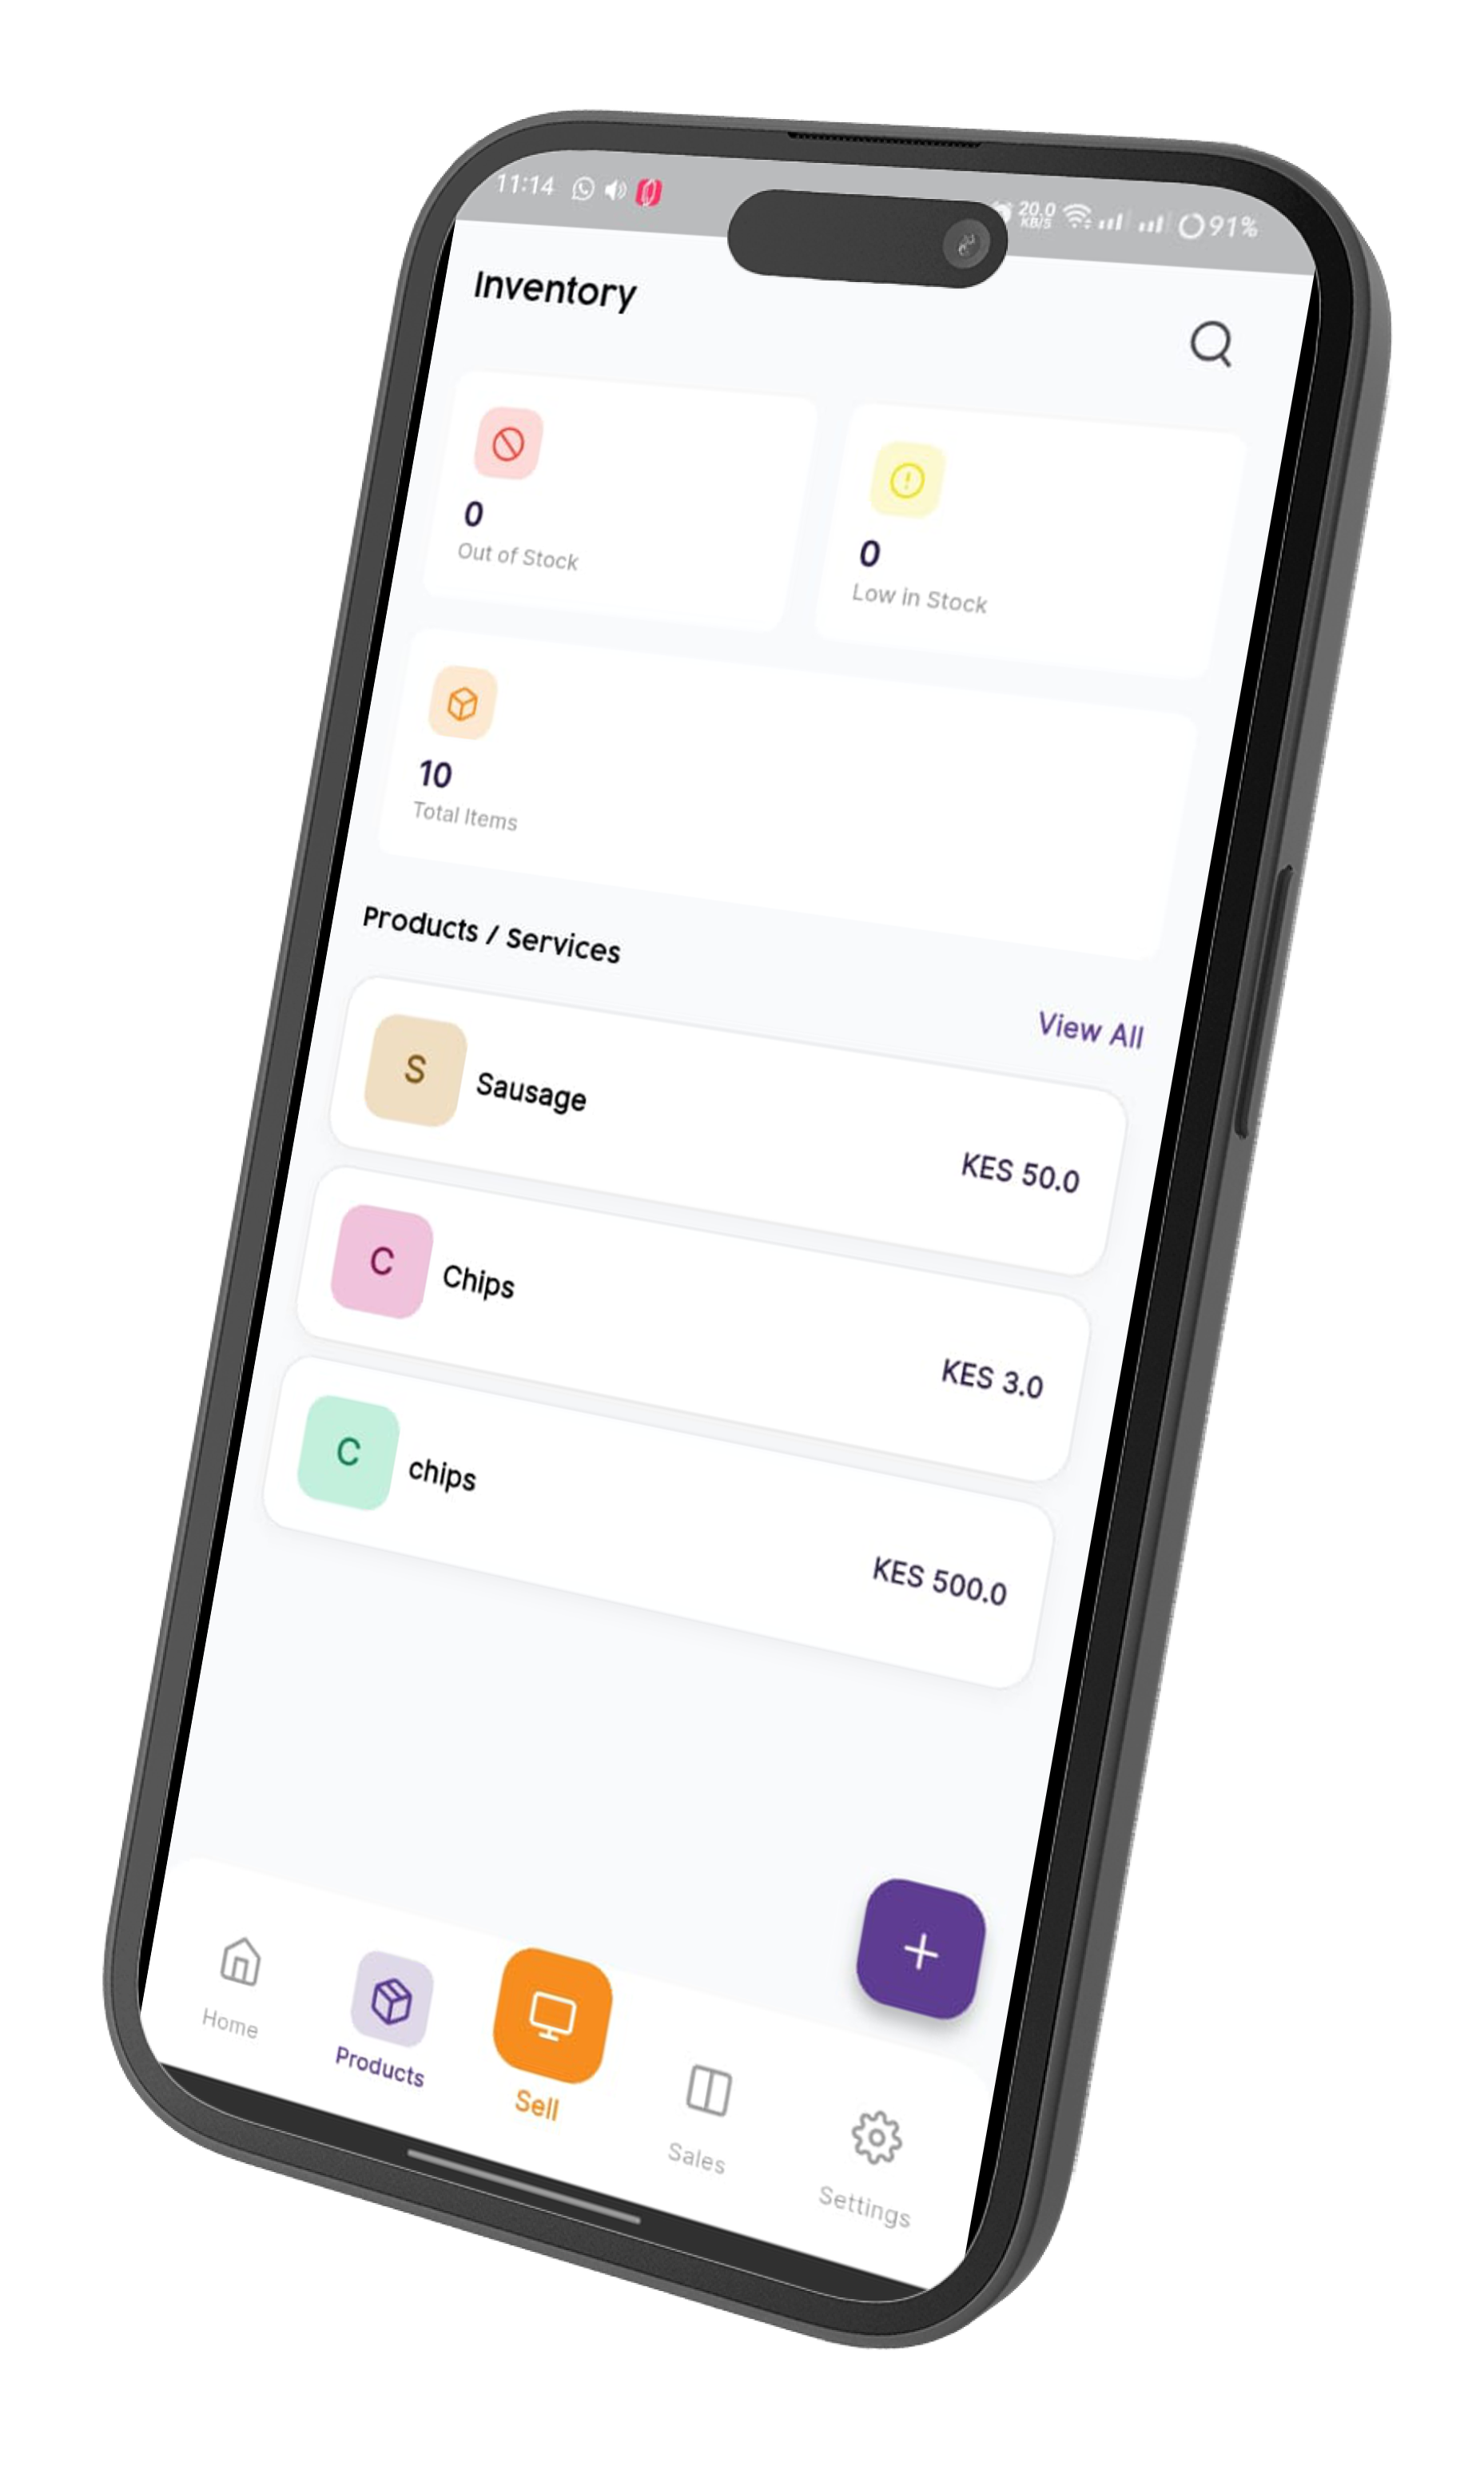 11:14
20.0
KB/S
91%
Inventory
0
Out of Stock
0
Low in Stock
10
Total Items
Products / Services
View All
S
Sausage
KES 50.0
C
Chips
KES 3.0
C
chips
KES 500.0
Home
Products
Sell
Sales
Settings